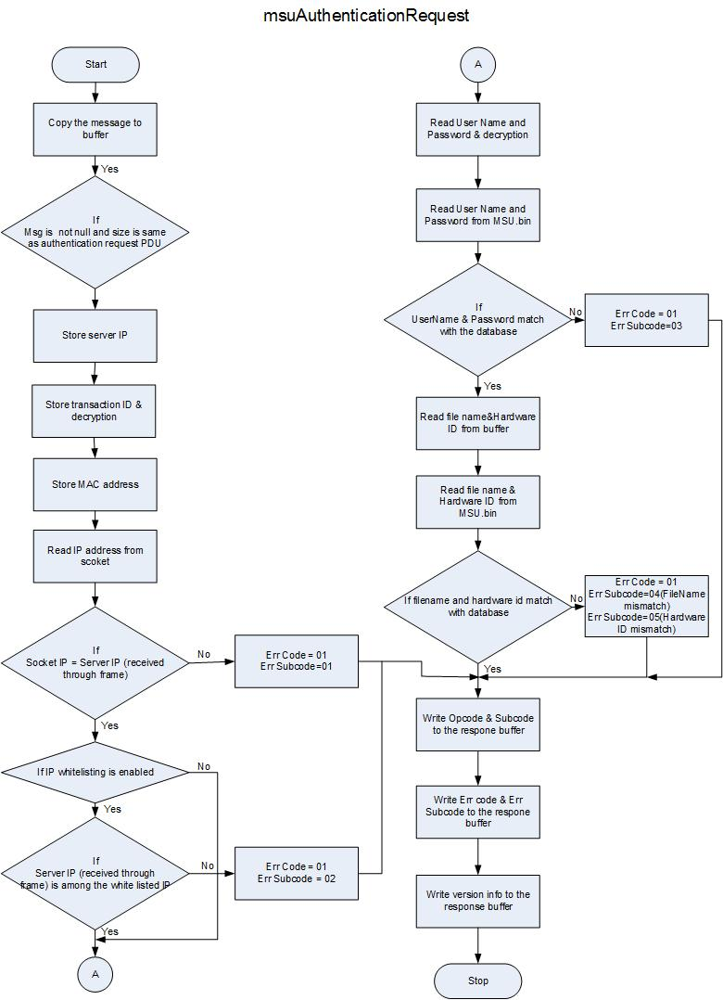 msuAuthenticationRequest
Start
Copy the message to
buffer
Yes
If
Msg is not null and size is same
as authentication request PDU
Store server IP
Store transaction ID &
decryption
Store MAC address
Read IP address from
scoket
If
Socket IP = Server IP (received
through frame)
No
Err Code = 01
Err Subcode=01
Yes
If IP whitelisting is enabled
No
Yes
If
Server IP (received through
frame) is among the white listed IP
No
Err Code = 01
Err Subcode = 02
Yes
A
A
Read User Name and
Password & decryption
Read User Name and
Password from MSU.bin
If
UserName & Password match
with the database
No
Err Code = 01
Err Subcode=03
Yes
Read file name&Hardware
ID from buffer
Read file name &
Hardware ID from
MSU.bin
If filename and hardware id match
with database
No
Err Code = 01
Err Subcode=04(FileName
mismatch)
Err Subcode=05(Hardware
ID mismatch)
Yes
Write Opcode & Subcode
to the respone buffer
Write Err code & Err
Subcode to the respone
buffer
Write version info to the
response buffer
Stop